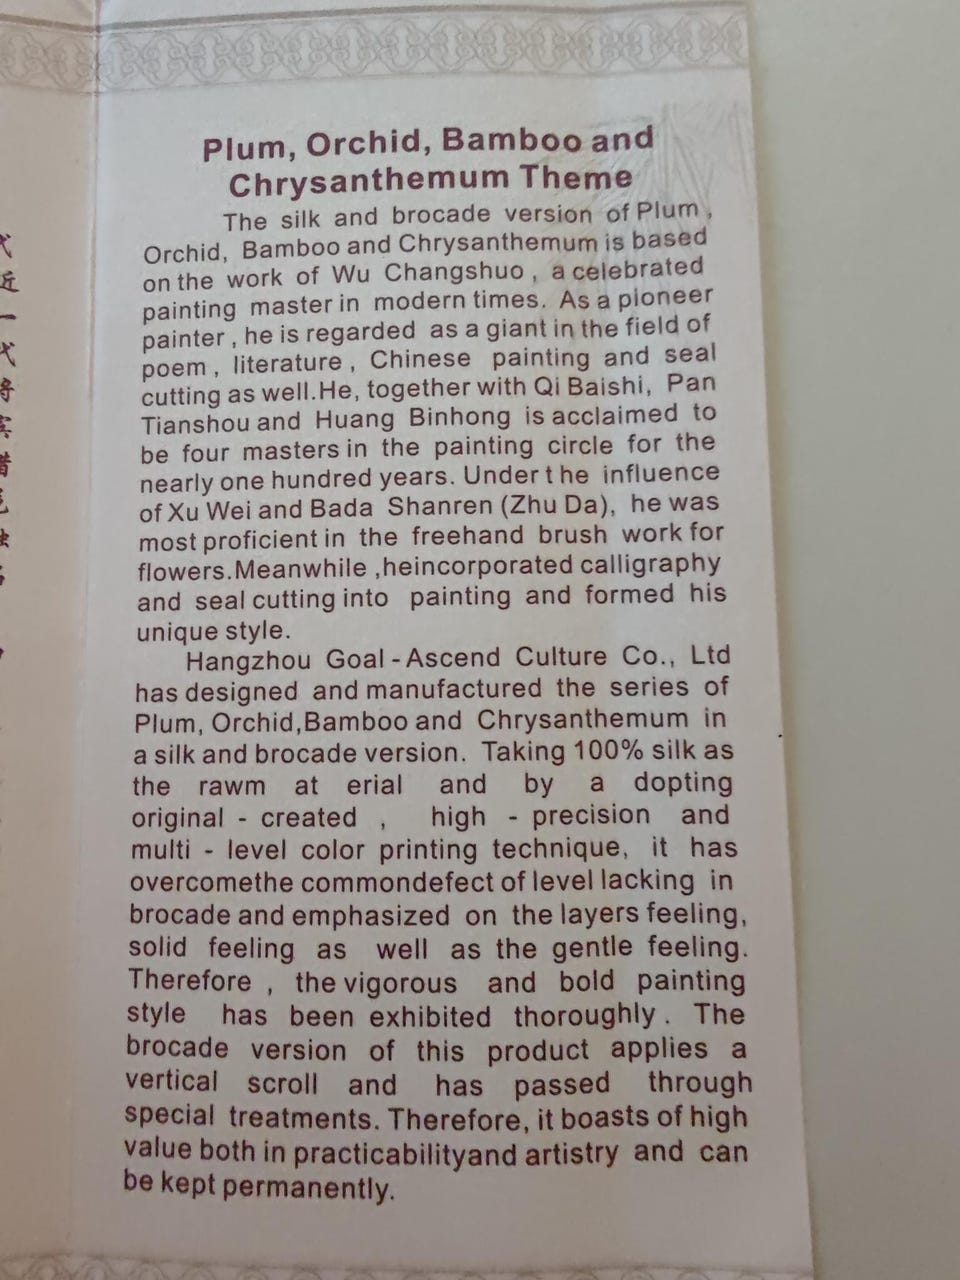 Plum, Orchid, Bamboo and
Chrysanthemum Theme
The silk and brocade version of Plum,
Orchid, Bamboo and Chrysanthemum is based
on the work of Wu Changshuo, a celebrated
painting master in modern times. As a pioneer
painter, he is regarded as a giant in the field of
poem, literature, Chinese painting and seal
cutting as well.He, together with Qi Baishi, Pan
Tianshou and Huang Binhong is acclaimed to
be four masters in the painting circle for the
nearly one hundred years. Under t he influence
of Xu Wei and Bada Shanren (Zhu Da), he was
most proficient in the freehand brush work for
flowers.Meanwhile ,heincorporated calligraphy
and seal cutting into painting and formed his
unique style.
Hangzhou Goal-Ascend Culture Co., Ltd
has designed and manufactured the series of
Plum, Orchid,Bamboo and Chrysanthemum in
a silk and brocade version. Taking 100% silk as
the rawm at erial and by a dopting
original - created , high - precision and
multi - level color printing technique, it has
overcomethe commondefect of level lacking in
brocade and emphasized on the layers feeling,
solid feeling as well as the gentle feeling.
Therefore , the vigorous and bold painting
style has been exhibited thoroughly. The
brocade version of this product applies a
vertical scroll and has passed through
special treatments. Therefore, it boasts of high
value both in practicabilityand artistry and can
be kept permanently.
代
近
一
代
将
宾